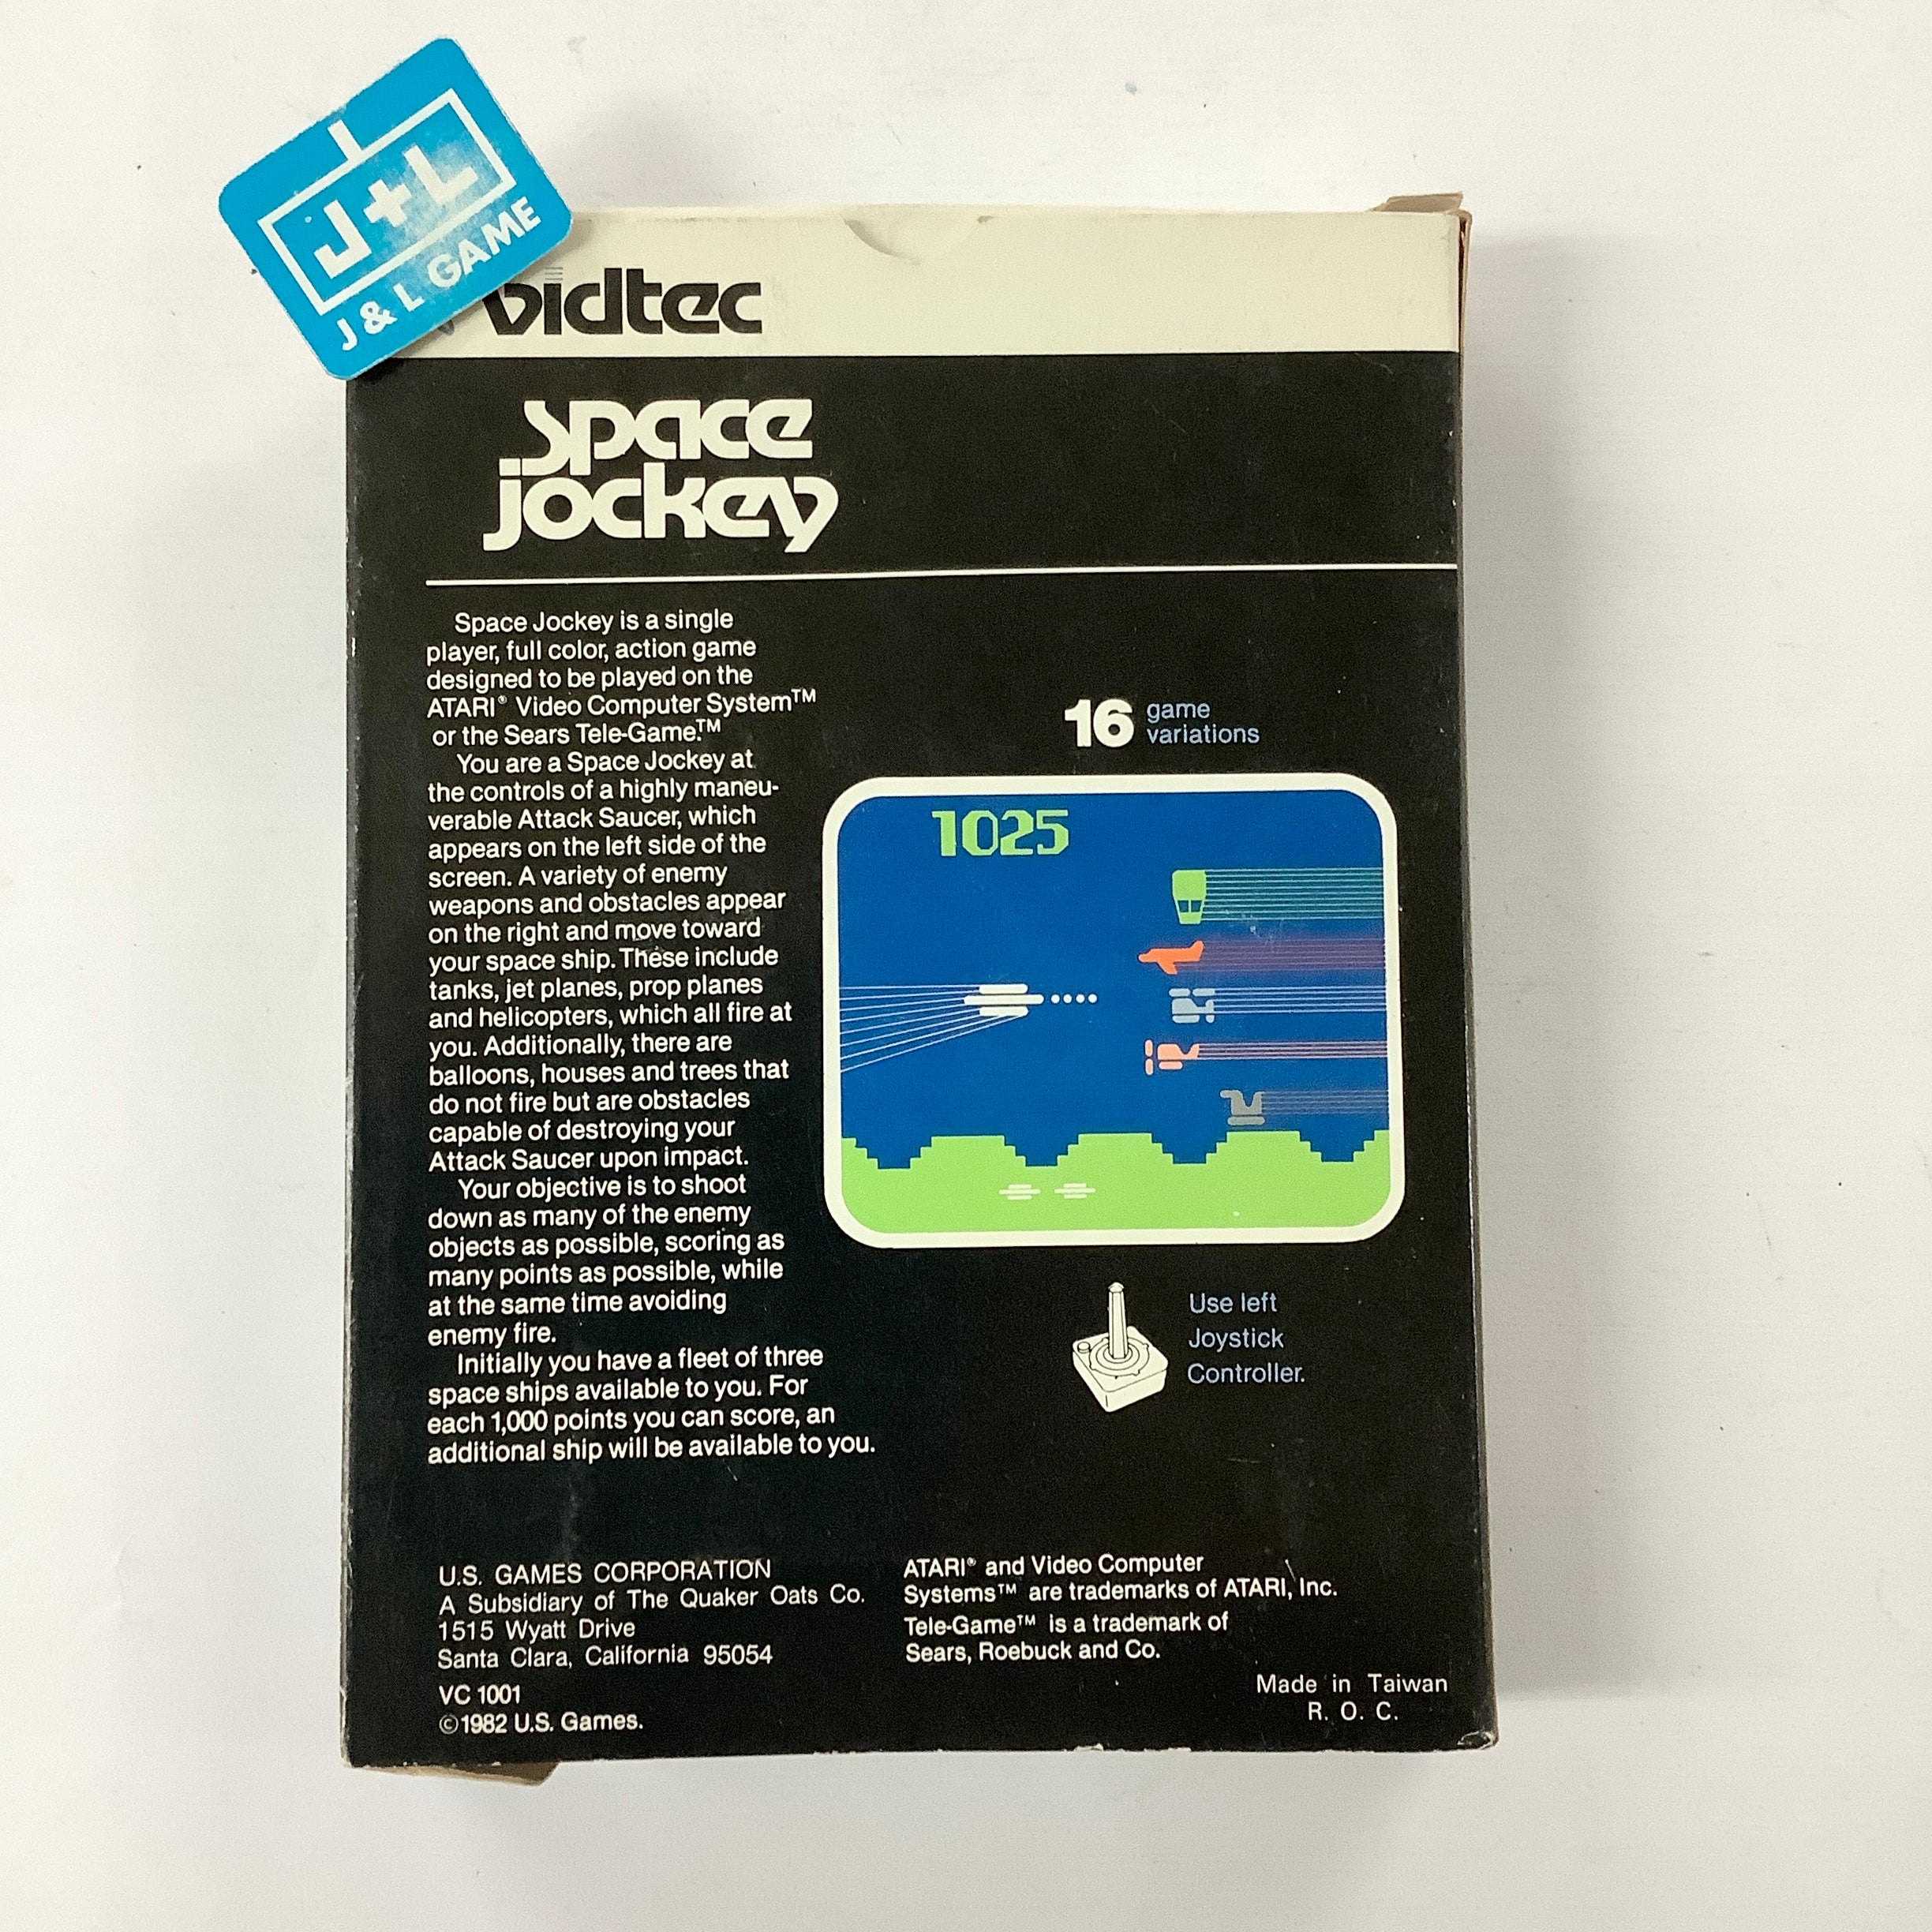 J+L
J & L GAME
vidtec
space
jockey
Space Jockey is a single
player, full color, action game
designed to be played on the
ATARI® Video Computer System™
or the Sears Tele-Game.™
You are a Space Jockey at
the controls of a highly maneu-
verable Attack Saucer, which
appears on the left side of the
screen. A variety of enemy
weapons and obstacles appear
on the right and move toward
your space ship. These include
tanks, jet planes, prop planes
and helicopters, which all fire at
you. Additionally, there are
balloons, houses and trees that
do not fire but are obstacles
capable of destroying your
Attack Saucer upon impact.
Your objective is to shoot
down as many of the enemy
objects as possible, scoring as
many points as possible, while
at the same time avoiding
enemy fire.
Initially you have a fleet of three
space ships available to you. For
each 1,000 points you can score, an
additional ship will be available to you.
16 game
variations
1025
Use left
Joystick
Controller.
U.S. GAMES CORPORATION
A Subsidiary of The Quaker Oats Co.
1515 Wyatt Drive
Santa Clara, California 95054
VC 1001
©1982 U.S. Games.
ATARI® and Video Computer
Systems™ are trademarks of ATARI, Inc.
Tele-Game™ is a trademark of
Sears, Roebuck and Co.
Made in Taiwan
R. O. C.